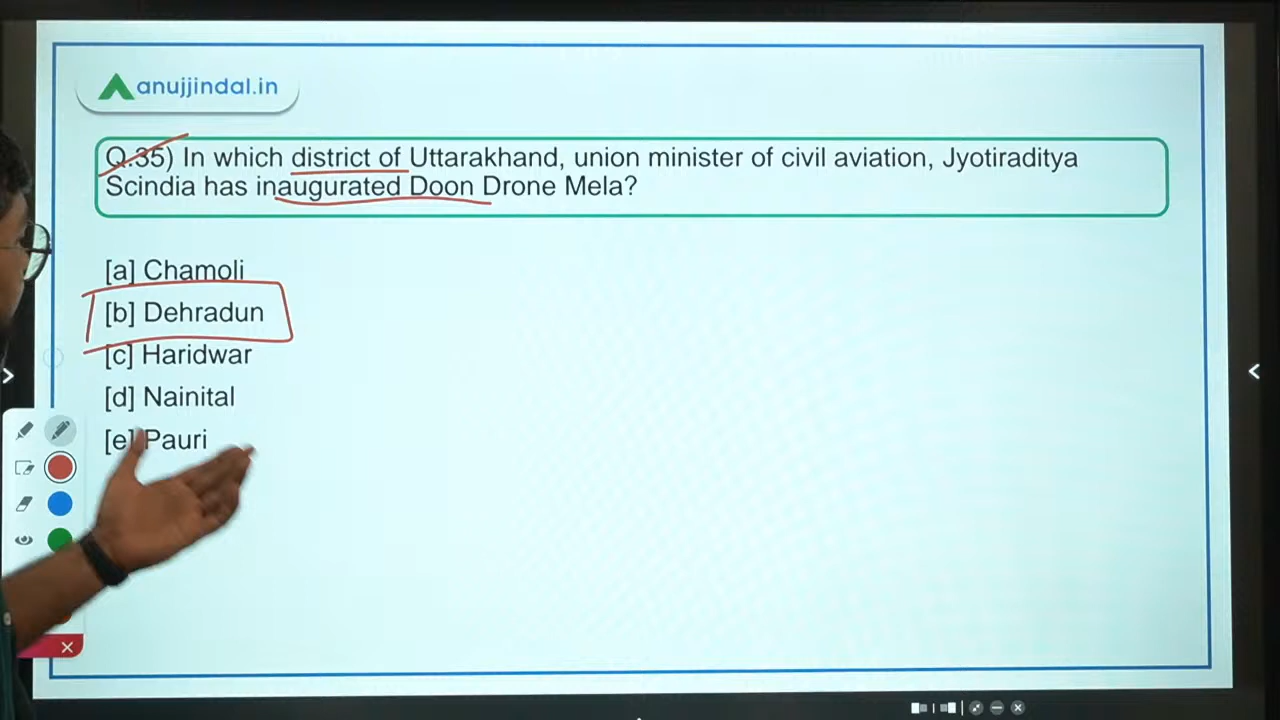 anujjindal.in
Q.35) In which district of Uttarakhand, union minister of civil aviation, Jyotiraditya
Scindia has inaugurated Doon Drone Mela?
[a] Chamoli
[b] Dehradun
[c] Haridwar
[d] Nainital
[e] Pauri